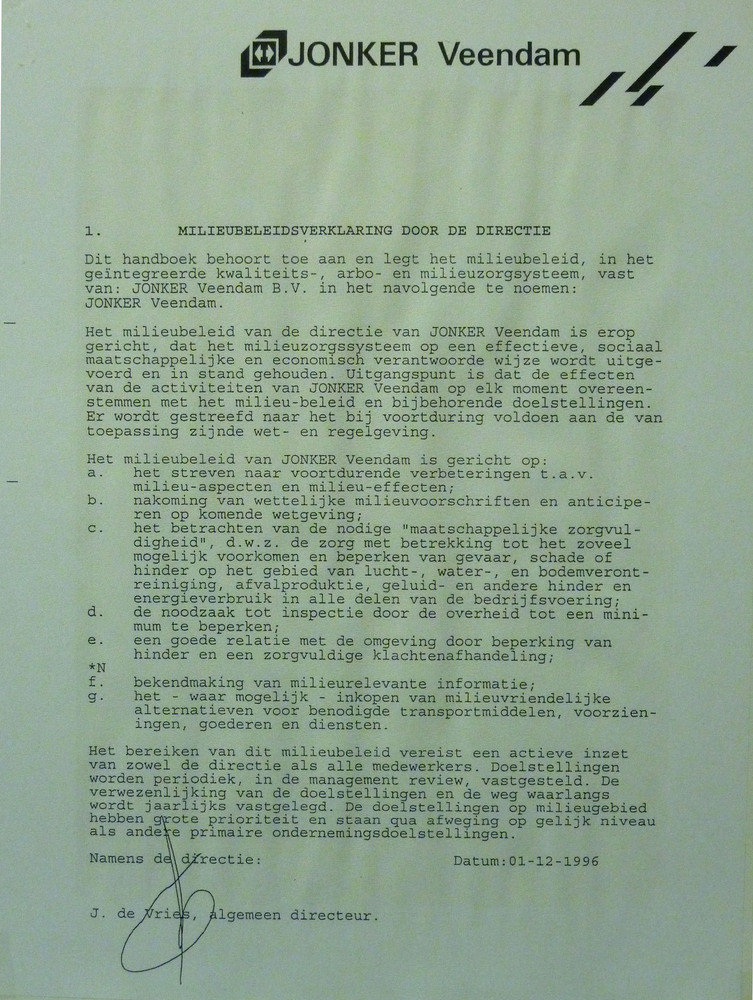 JONKER Veendam
1. MILIEUBELEIDSVERKLARING DOOR DE DIRECTIE
Dit handboek behoort toe aan en legt het milieubeleid, in het
geïntegreerde kwaliteits-, arbo- en milieuzorgsysteem, vast
van: JONKER Veendam B.V. in het navolgende te noemen:
JONKER Veendam.
Het milieubeleid van de directie van JONKER Veendam is erop
gericht, dat het milieuzorgssysteem op een effectieve, sociaal
maatschappelijke en economisch verantwoorde wijze wordt uitge-
voerd en in stand gehouden. Uitgangspunt is dat de effecten
van de activiteiten van JONKER Veendam op elk moment overeen-
stemmen met het milieu-beleid en bijbehorende doelstellingen.
Er wordt gestreefd naar het bij voortduring voldoen aan de van
toepassing zijnde wet- en regelgeving.
Het milieubeleid van JONKER Veendam is gericht op:
a. het streven naar voortdurende verbeteringen t.a.v.
milieu-aspecten en milieu-effecten;
b. nakoming van wettelijke milieuvoorschriften en anticipe-
ren op komende wetgeving;
c. het betrachten van de nodige "maatschappelijke zorgvul-
digheid", d.w.z. de zorg met betrekking tot het zoveel
mogelijk voorkomen en beperken van gevaar, schade of
hinder op het gebied van lucht-, water-, en bodemveront-
reiniging, afvalproduktie, geluid- en andere hinder en
energieverbruik in alle delen van de bedrijfsvoering;
d. de noodzaak tot inspectie door de overheid tot een mini-
mum te beperken;
e. een goede relatie met de omgeving door beperking van
hinder en een zorgvuldige klachtenafhandeling;
*N
f. bekendmaking van milieurelevante informatie;
g. het - waar mogelijk - inkopen van milieuvriendelijke
alternatieven voor benodigde transportmiddelen, voorzien-
ingen, goederen en diensten.
Het bereiken van dit milieubeleid vereist een actieve inzet
van zowel de directie als alle medewerkers. Doelstellingen
worden periodiek, in de management review, vastgesteld. De
verwezenlijking van de doelstellingen en de weg waarlangs
wordt jaarlijks vastgelegd. De doelstellingen op milieugebied
hebben grote prioriteit en staan qua afweging op gelijk niveau
als andere primaire ondernemingsdoelstellingen.
Namens de directie: Datum:01-12-1996
J. de Vries, algemeen directeur.